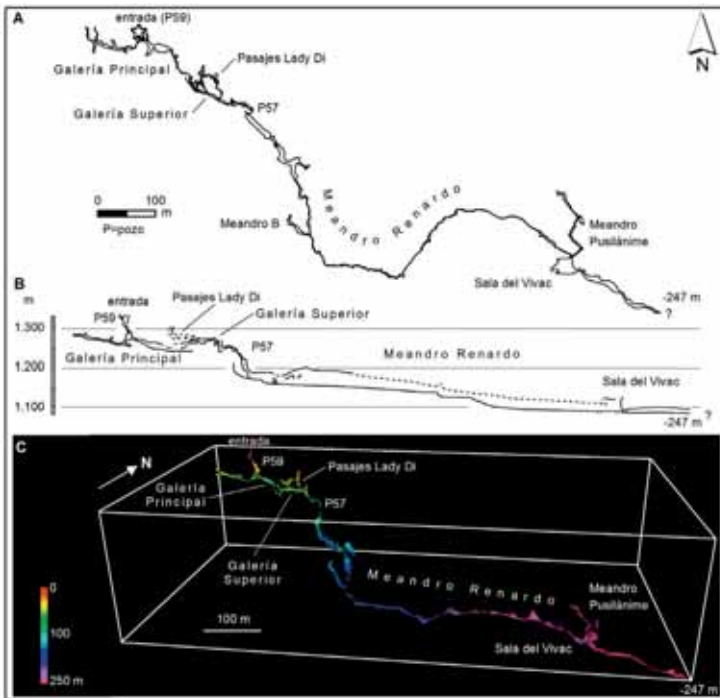 A
entrada (P59)
N
Pasajes Lady Di
Galería Principal
P57
Galería Superior
0 100
m
P=pozo
Meandro Renardo
Meandro B
Meandro
Pusilánime
Sala del Vivac
-247 m
?
B
m
entrada
Pasajes Lady Di
P59
Galería Superior
1.300
Galería Principal
P57
Meandro Renardo
1.200
Sala del Vivac
1.100
-247 m ?
C
entrada
N
P59
Pasajes Lady Di
Galería
Principal
P57
Galería
Superior
Meandro Renardo
0
100
250 m
100 m
Meandro
Pusilánime
Sala del Vivac
-247 m